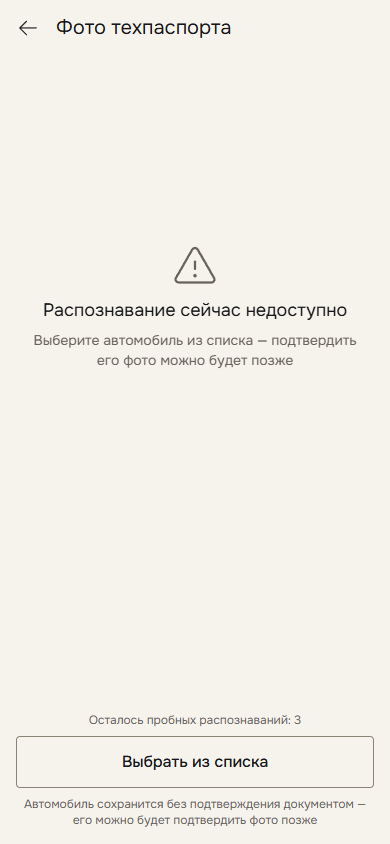 Фото техпаспорта
Распознавание сейчас недоступно
Выберите автомобиль из списка — подтвердить
его фото можно будет позже
Осталось пробных распознаваний: 3
Выбрать из списка
Автомобиль сохранится без подтверждения документом —
его можно будет подтвердить фото позже